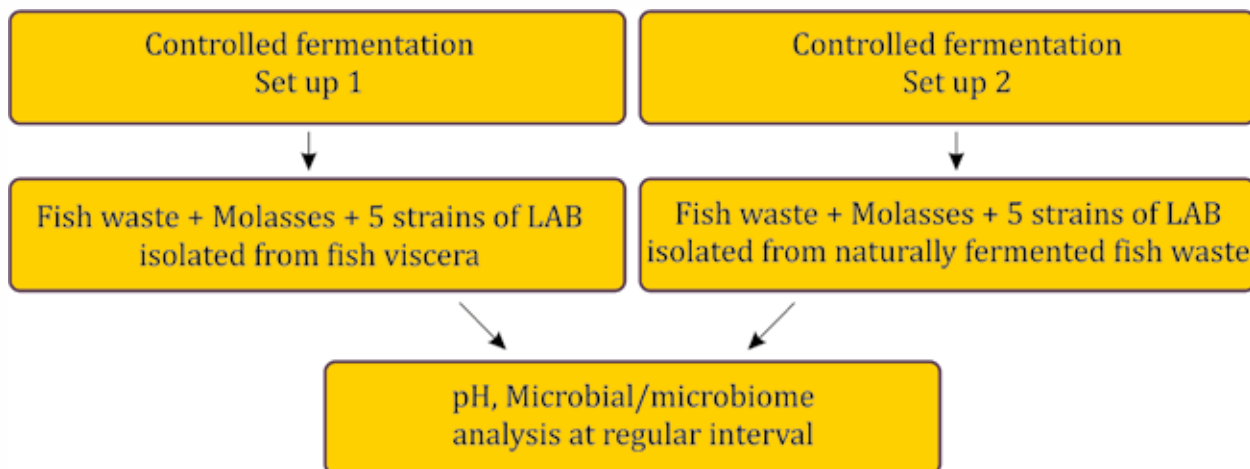 Controlled fermentation
Set up 1
Controlled fermentation
Set up 2
Fish waste + Molasses + 5 strains of LAB
isolated from fish viscera
Fish waste + Molasses + 5 strains of LAB
isolated from naturally fermented fish waste
pH, Microbial/microbiome
analysis at regular interval